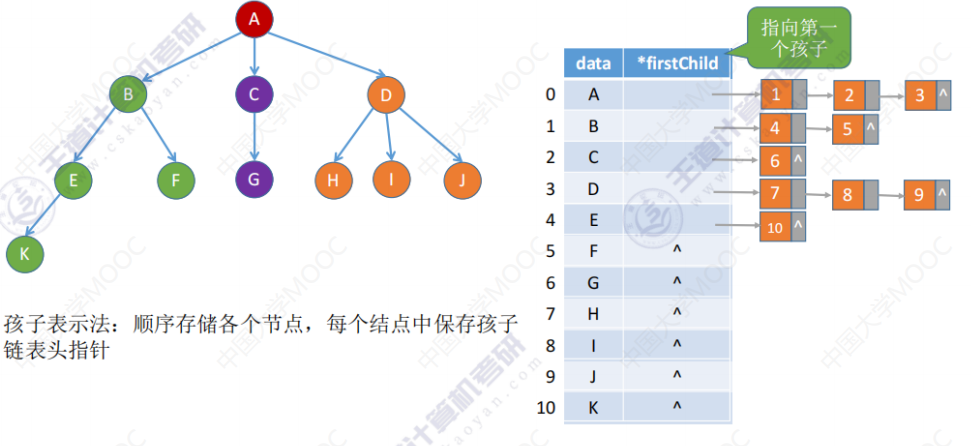 A
B
C
D
E
F
G
H
I
J
K
孩子表示法：顺序存储各个节点，每个结点中保存孩子
链表头指针
指向第一
个孩子
data *firstChild
0 A 1 2 3 ^
1 B 4 5 ^
2 C 6 ^
3 D 7 8 9 ^
4 E 10 ^
5 F ^
6 G ^
7 H ^
8 I ^
9 J ^
10 K ^
王道计算机考研
www.cskaoyan.com
中国大学MOOC